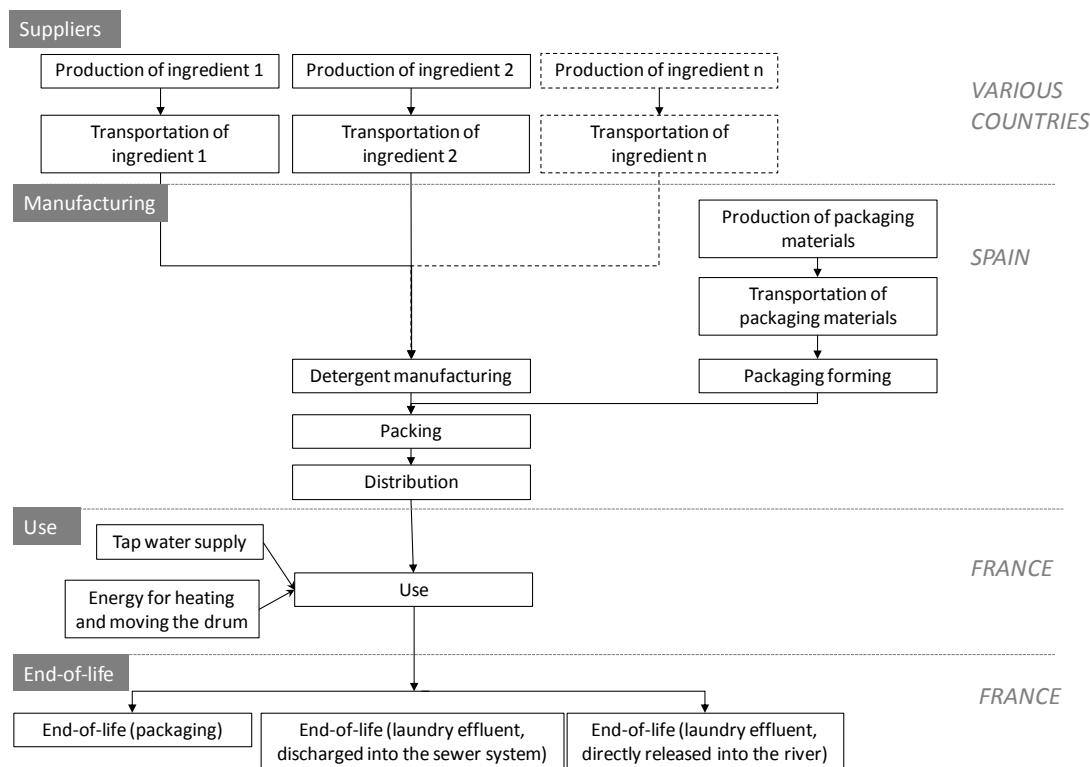 Suppliers
Production of ingredient 1
Production of ingredient 2
Production of ingredient n
VARIOUS
COUNTRIES
Transportation of
ingredient 1
Transportation of
ingredient 2
Transportation of
ingredient n
Manufacturing
Production of packaging
materials
SPAIN
Transportation of
packaging materials
Detergent manufacturing
Packaging forming
Packing
Distribution
Use
Tap water supply
FRANCE
Energy for heating
and moving the drum
Use
End-of-life
FRANCE
End-of-life (packaging)
End-of-life (laundry effluent,
discharged into the sewer system)
End-of-life (laundry effluent,
directly released into the river)